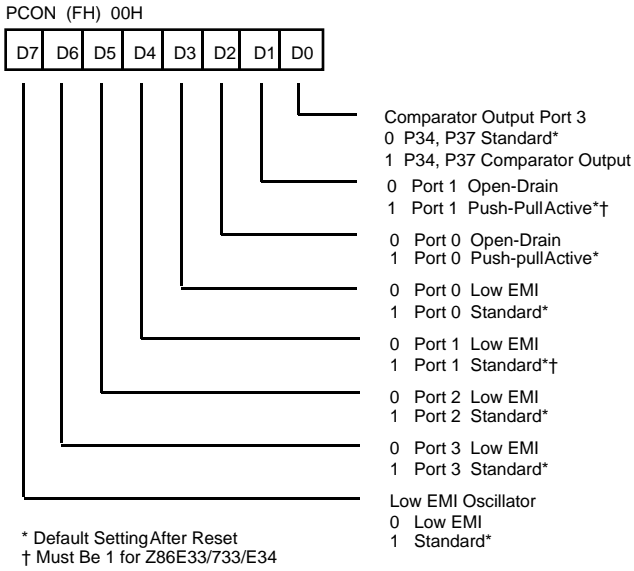 PCON (FH) 00H
D7 D6 D5 D4 D3 D2 D1 D0
Comparator Output Port 3
0 P34, P37 Standard*
1 P34, P37 Comparator Output
0 Port 1 Open-Drain
1 Port 1 Push-PullActive*†
0 Port 0 Open-Drain
1 Port 0 Push-pullActive*
0 Port 0 Low EMI
1 Port 0 Standard*
0 Port 1 Low EMI
1 Port 1 Standard*†
0 Port 2 Low EMI
1 Port 2 Standard*
0 Port 3 Low EMI
1 Port 3 Standard*
Low EMI Oscillator
0 Low EMI
1 Standard*
* Default SettingAfter Reset
† Must Be 1 for Z86E33/733/E34